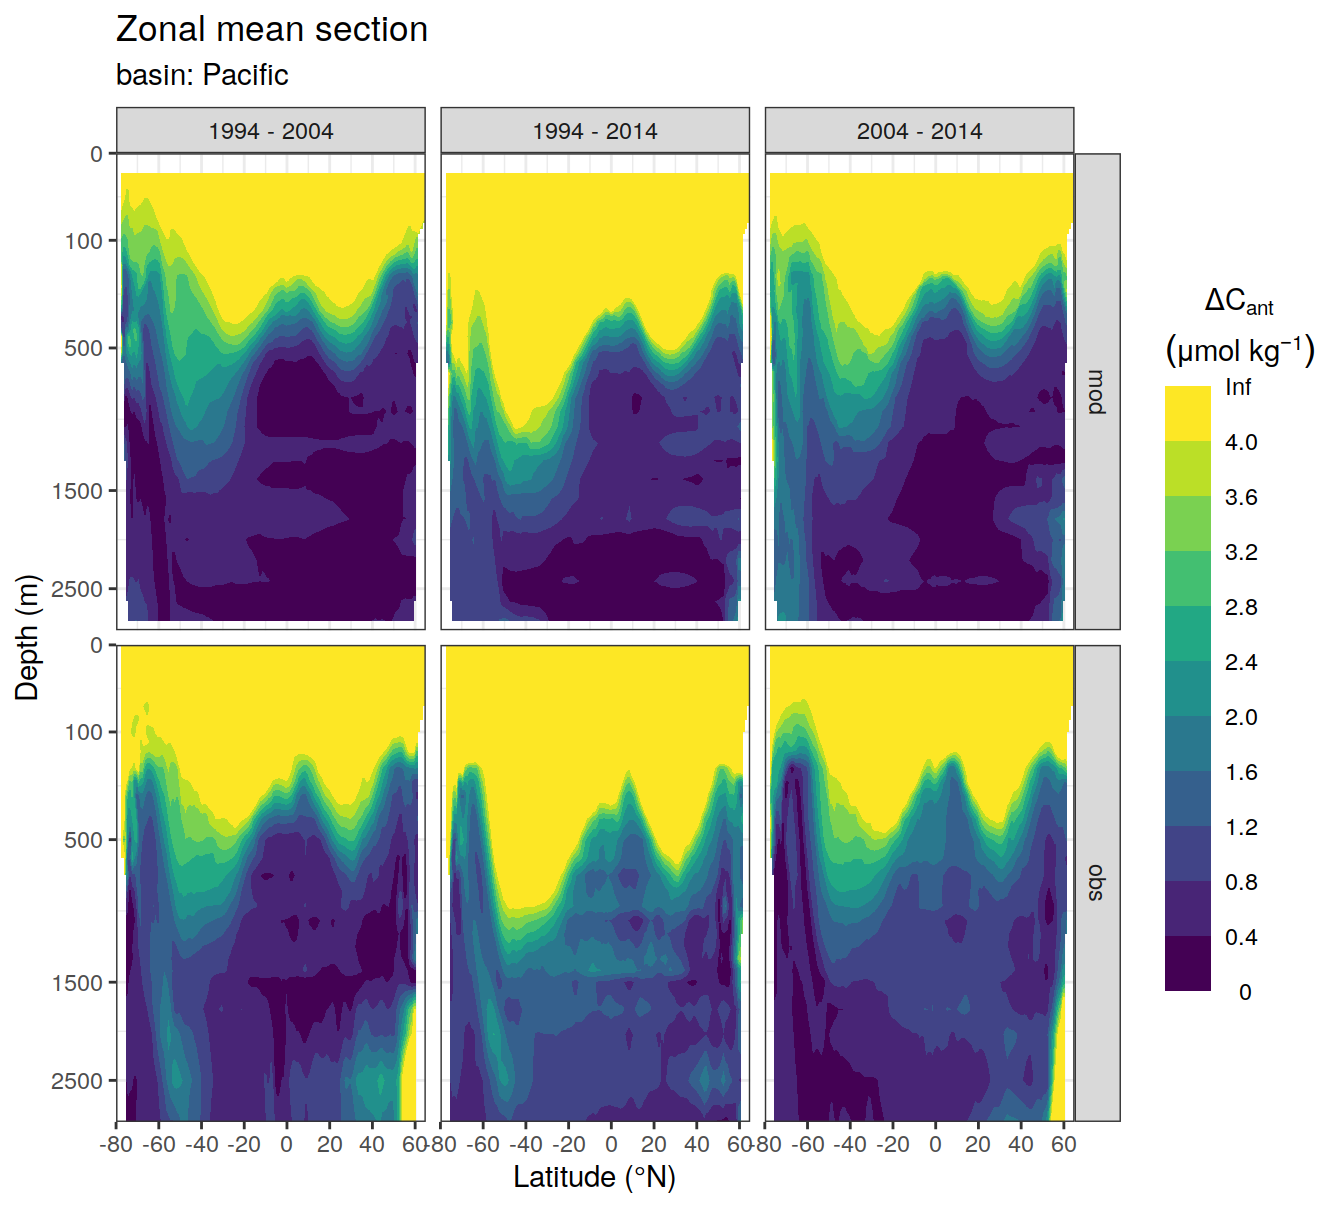 Zonal mean section
basin: Pacific
1994 - 2004
1994 - 2014
2004 - 2014
0
100
500
1500
2500
mod
0
100
500
1500
2500
obs
Depth (m)
-80 -60 -40 -20 0 20 40 60
-80 -60 -40 -20 0 20 40 60
-80 -60 -40 -20 0 20 40 60
Latitude (°N)
ΔCant
(μmol kg⁻¹)
Inf
4.0
3.6
3.2
2.8
2.4
2.0
1.6
1.2
0.8
0.4
0